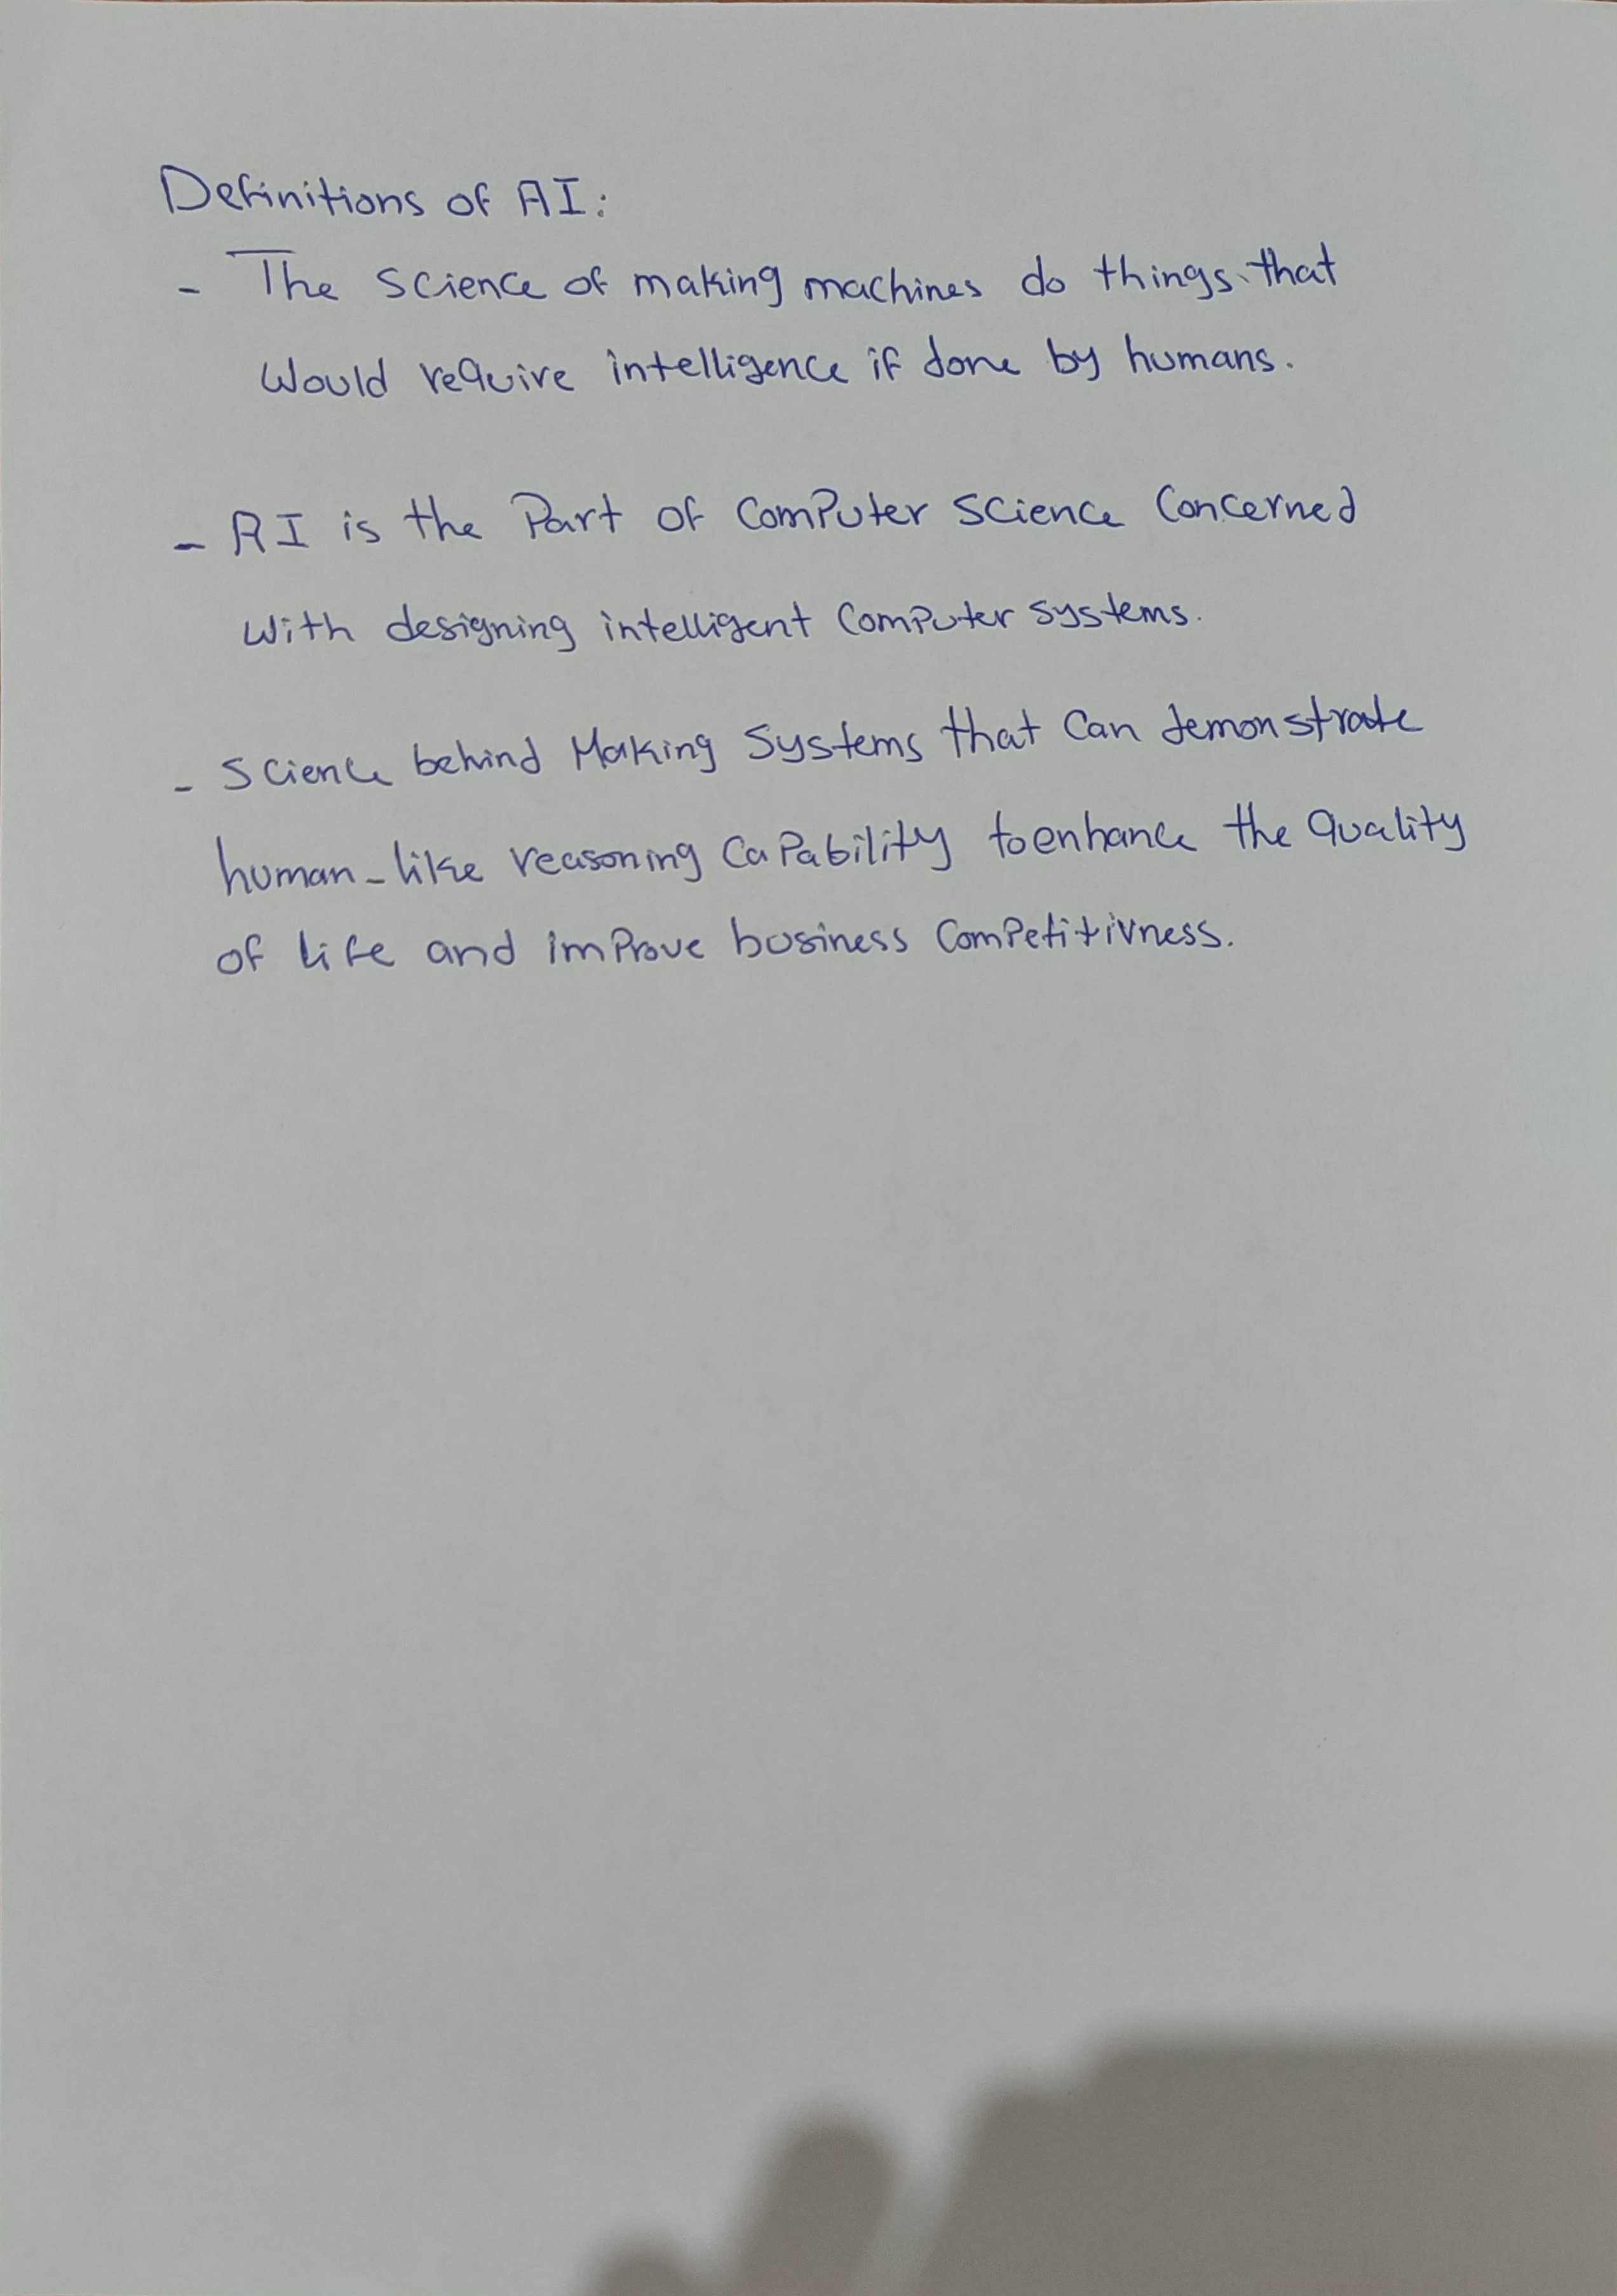 Definitions of AI:
- The science of making machines do things that
would require intelligence if done by humans.
- AI is the Part of Computer Science Concerned
with designing intelligent Computer Systems.
- Science behind Making Systems that Can demonstrate
human-like reasoning Capability to enhance the Quality
of life and improve business Competitivness.